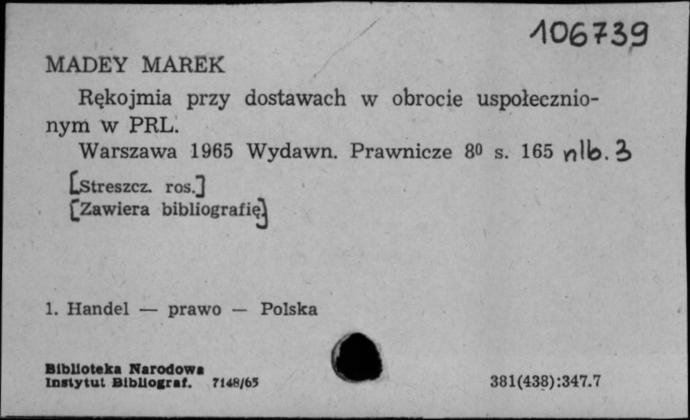 106739
MADEY MAREK
Rękojmia przy dostawach w obrocie uspołecznio-
nym w PRL.
Warszawa 1965 Wydawn. Prawnicze 8⁰ s. 165 nlb. 3
[Streszcz. ros.]
[Zawiera bibliografię]
1. Handel — prawo — Polska
Biblioteka Narodowa
Instytut Bibliograf. 7148/65
381(438):347.7